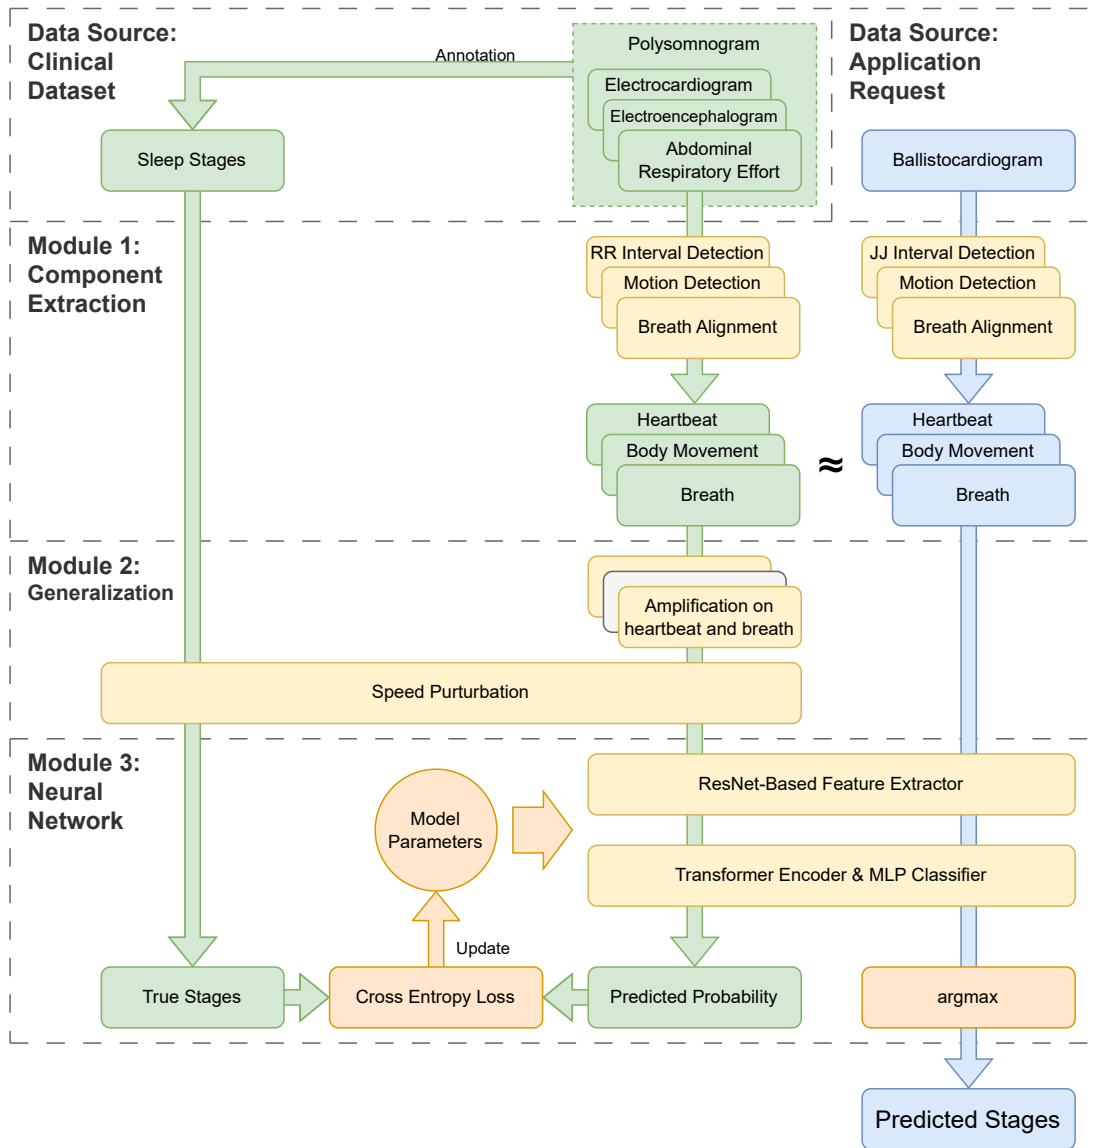 Data Source:
Clinical
Dataset
Annotation
Polysomnogram
Electrocardiogram
Electroencephalogram
Abdominal
Respiratory Effort
Sleep Stages
Data Source:
Application
Request
Ballistocardiogram
Module 1:
Component
Extraction
RR Interval Detection
Motion Detection
Breath Alignment
JJ Interval Detection
Motion Detection
Breath Alignment
Heartbeat
Body Movement
Breath
≈
Heartbeat
Body Movement
Breath
Module 2:
Generalization
Amplification on
heartbeat and breath
Speed Purturbation
Module 3:
Neural
Network
Model
Parameters
ResNet-Based Feature Extractor
Transformer Encoder & MLP Classifier
Update
True Stages
Cross Entropy Loss
Predicted Probability
argmax
Predicted Stages